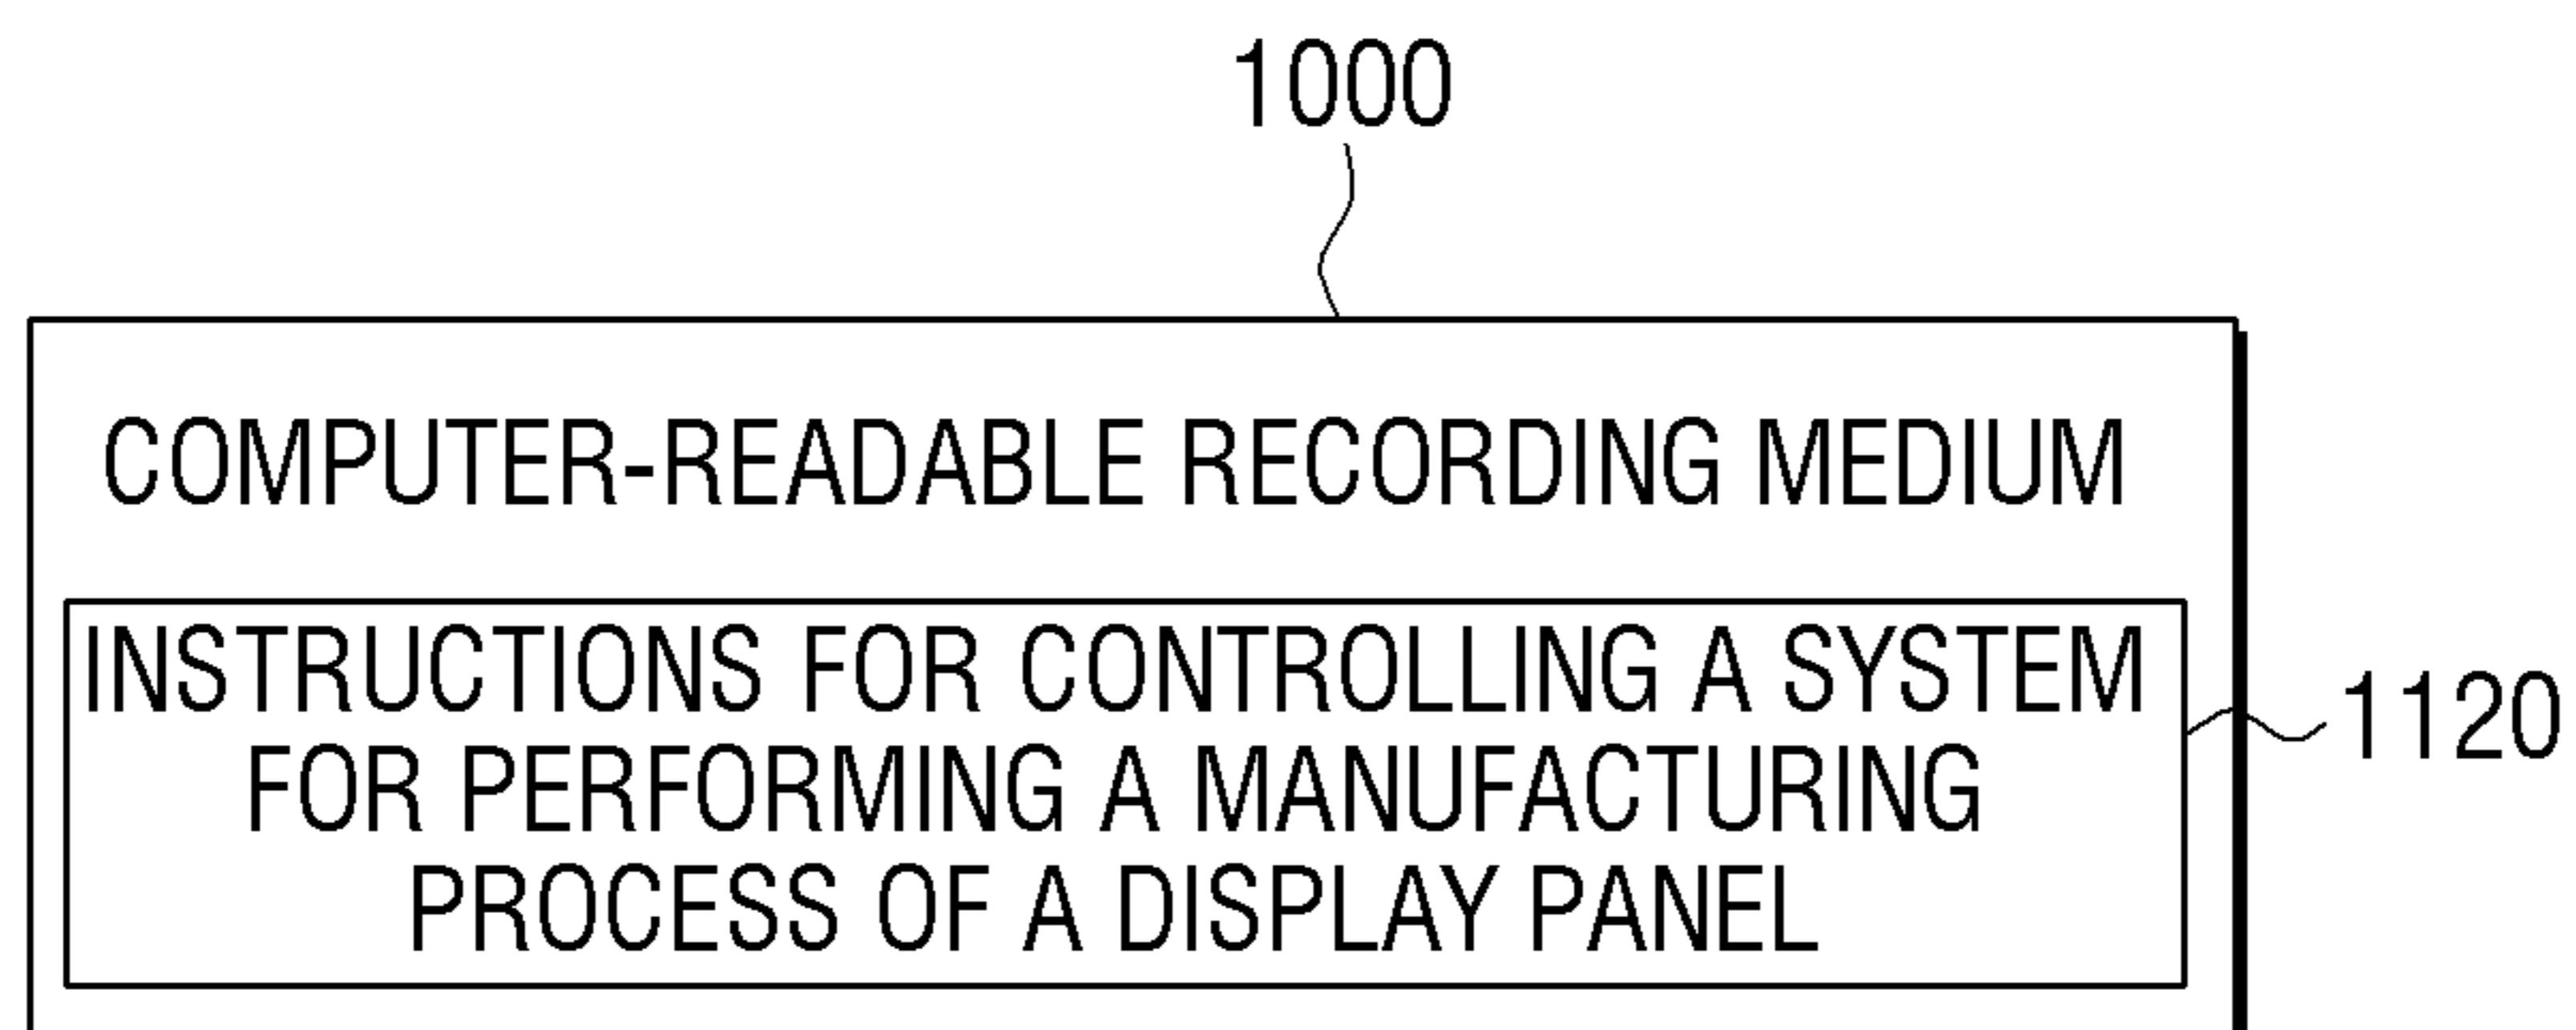 1000
COMPUTER-READABLE RECORDING MEDIUM
INSTRUCTIONS FOR CONTROLLING A SYSTEM
FOR PERFORMING A MANUFACTURING
PROCESS OF A DISPLAY PANEL
1120